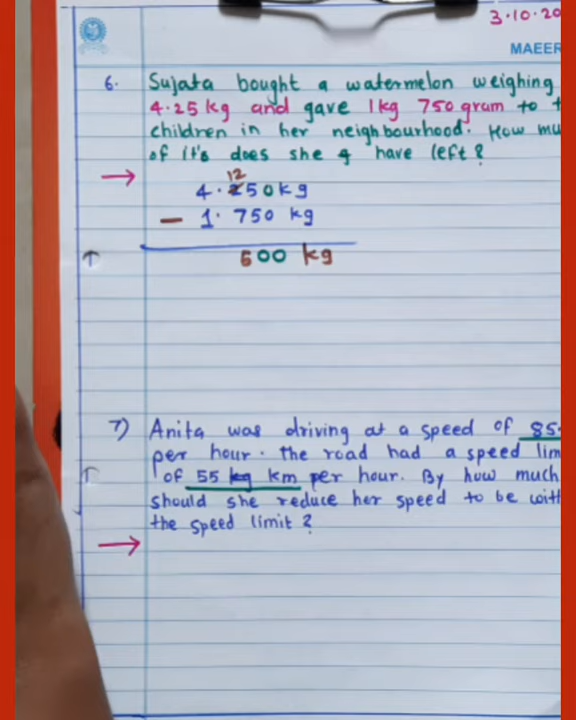 3.10.20
MAEER
6. Sujata bought a watermelon weighing
4.25 kg and gave 1kg 750 gram to t
children in her neighbourhood. How mu
of it's does she 4 have left?
12
4.250kg
- 1.750 kg
500 kg
7) Anita was driving at a speed of 85.
per hour. the road had a speed lim
of 55 kg km per hour. By how much
should she reduce her speed to be with
the speed limit?